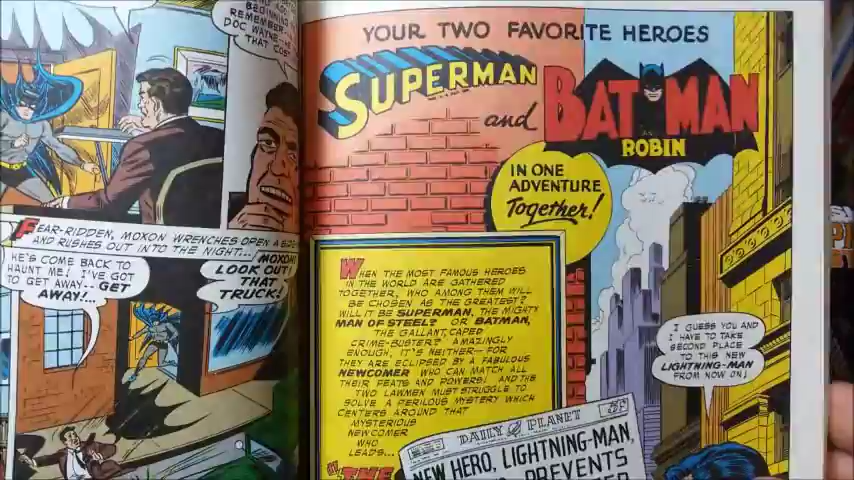 BEGINNING
REMEMBER
DOC WAYNE
THAT COST
FEAR-RIDDEN, MOXON WRENCHES OPEN A
AND RUSHES OUT INTO THE NIGHT...
HE'S COME BACK TO
HAUNT ME! I'VE GOT
TO GET AWAY.. GET
AWAY!..
MOXON!
LOOK OUT!
THAT
TRUCK!
YOUR TWO FAVORITE HEROES
SUPERMAN
and
BATMAN
ROBIN
IN ONE
ADVENTURE
Together!
WHEN THE MOST FAMOUS HEROES
IN THE WORLD ARE GATHERED
TOGETHER, WHO AMONG THEM WILL
BE CHOSEN AS THE GREATEST?
WILL IT BE SUPERMAN, THE MIGHTY
MAN OF STEEL? OR BATMAN,
THE GALLANT, CAPED
CRIME-BUSTER? AMAZINGLY
ENOUGH, IT'S NEITHER-- FOR
THEY ARE ECLIPSED BY A FABULOUS
NEWCOMER WHO CAN MATCH ALL
THEIR FEATS AND POWERS! AND THE
TWO LAWMEN MUST STRUGGLE TO
SOLVE A PERILOUS MYSTERY WHICH
CENTERS AROUND THAT
MYSTERIOUS
NEWCOMER
WHO
LEADS...
"THE
DAILY PLANET
NEW HERO, LIGHTNING-MAN,
PREVENTS
I GUESS YOU AND
I HAVE TO TAKE
SECOND PLACE
TO THIS NEW
LIGHTNING-MAN
FROM NOW ON!